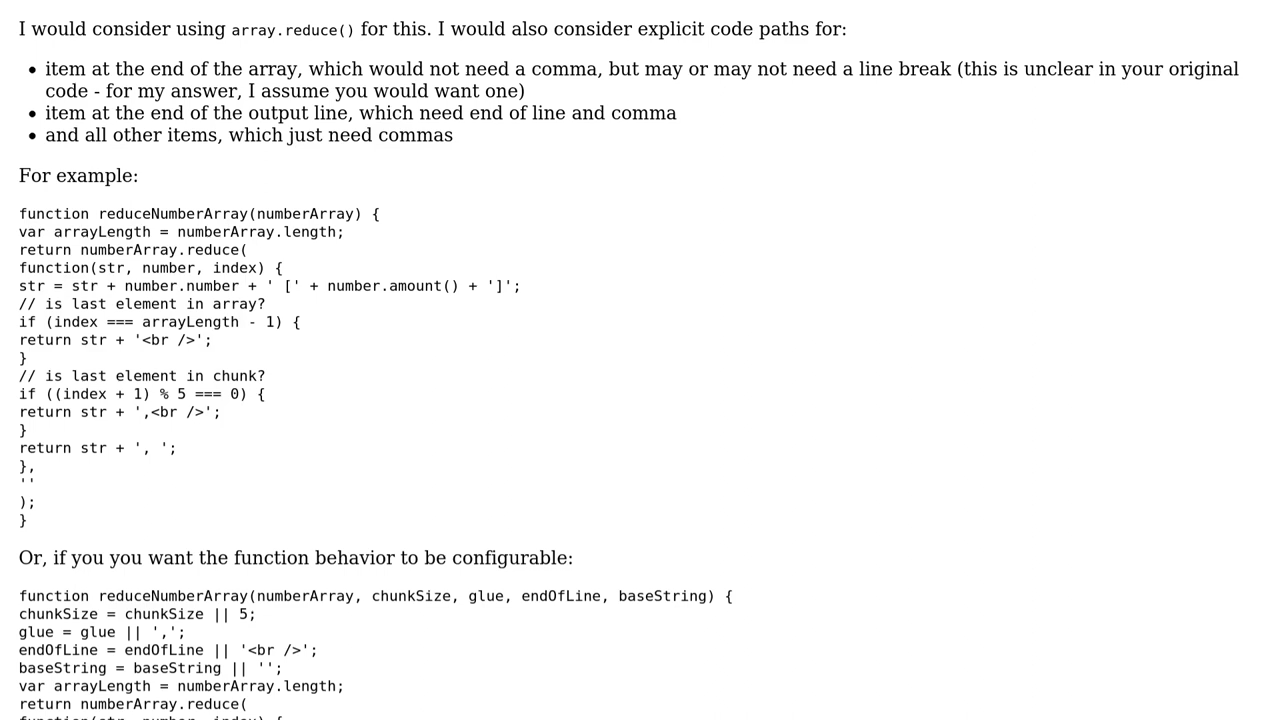 I would consider using array.reduce() for this. I would also consider explicit code paths for:
item at the end of the array, which would not need a comma, but may or may not need a line break (this is unclear in your original
code - for my answer, I assume you would want one)
item at the end of the output line, which need end of line and comma
and all other items, which just need commas
For example:
function reduceNumberArray(numberArray) {
var arrayLength = numberArray.length;
return numberArray.reduce(
function(str, number, index) {
str = str + number.number + ' [' + number.amount() + ']';
// is last element in array?
if (index === arrayLength - 1) {
return str + '<br />';
}
// is last element in chunk?
if ((index + 1) % 5 === 0) {
return str + ',<br />';
}
return str + ', ';
},
''
);
}
Or, if you you want the function behavior to be configurable:
function reduceNumberArray(numberArray, chunkSize, glue, endOfLine, baseString) {
chunkSize = chunkSize || 5;
glue = glue || ',';
endOfLine = endOfLine || '<br />';
baseString = baseString || '';
var arrayLength = numberArray.length;
return numberArray.reduce(
function(str, number, index) {